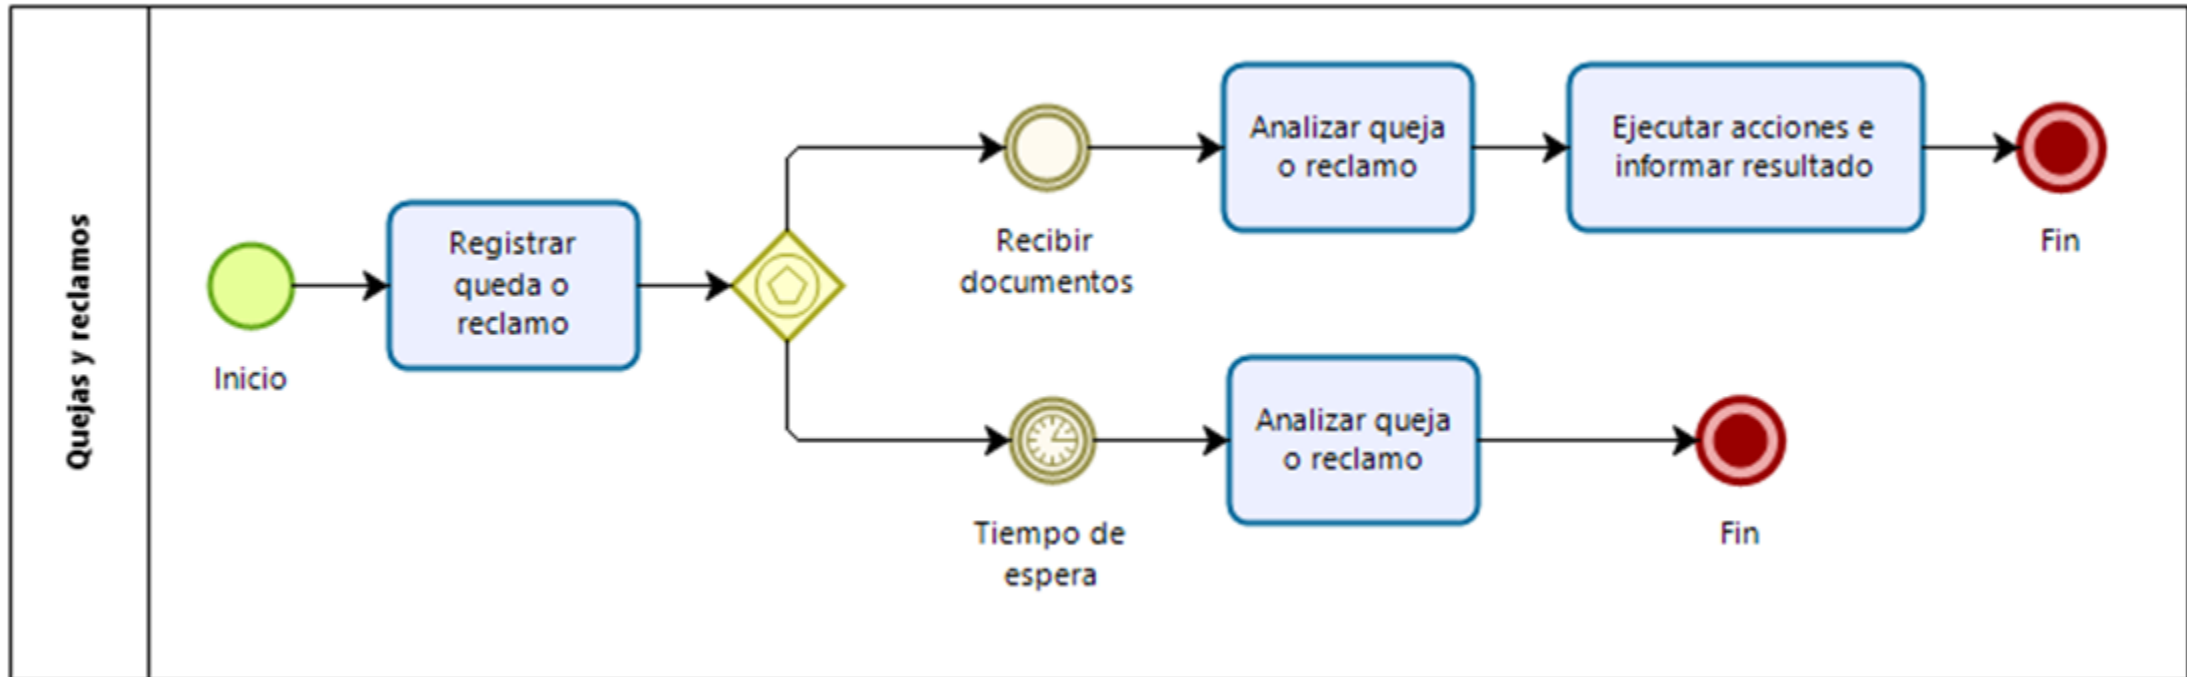 Quejas y reclamos
Inicio
Registrar
queda o
reclamo
Recibir
documentos
Analizar queja
o reclamo
Ejecutar acciones e
informar resultado
Fin
Tiempo de
espera
Analizar queja
o reclamo
Fin